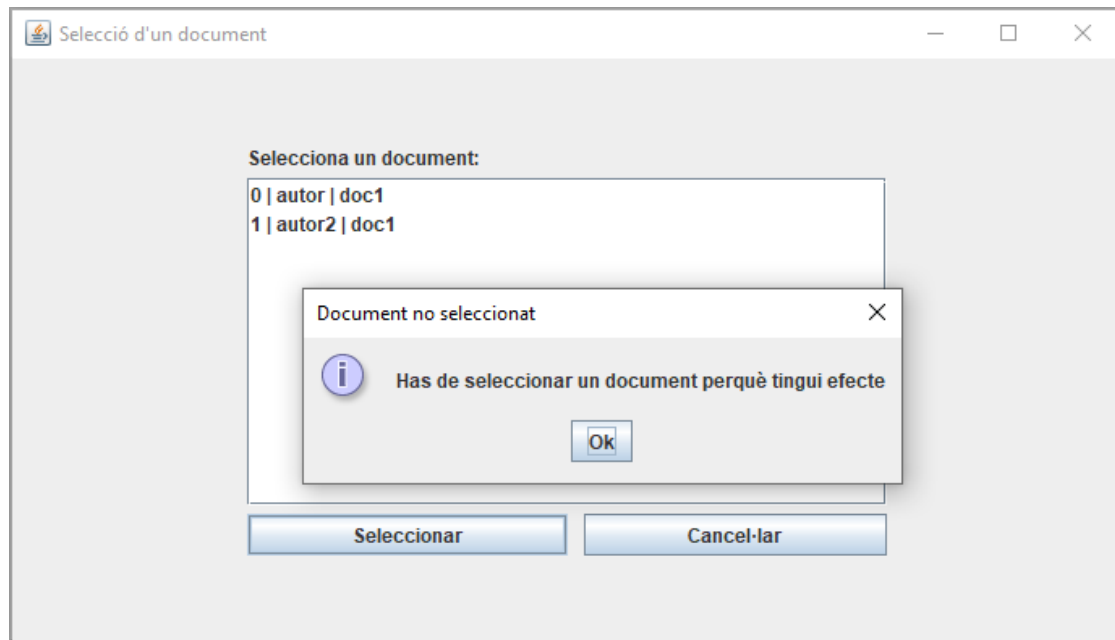 Selecció d'un document
Selecciona un document:
0 | autor | doc1
1 | autor2 | doc1
Document no seleccionat
Has de seleccionar un document perquè tingui efecte
Ok
Seleccionar
Cancel·lar